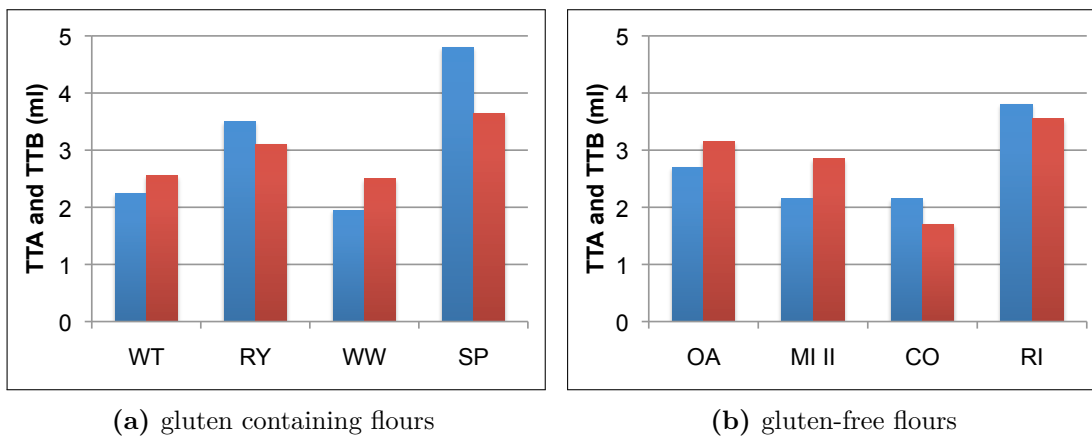 TTA and TTB (ml)
5
4
3
2
1
0
WT RY WW SP
(a) gluten containing flours
TTA and TTB (ml)
5
4
3
2
1
0
OA MI II CO RI
(b) gluten-free flours